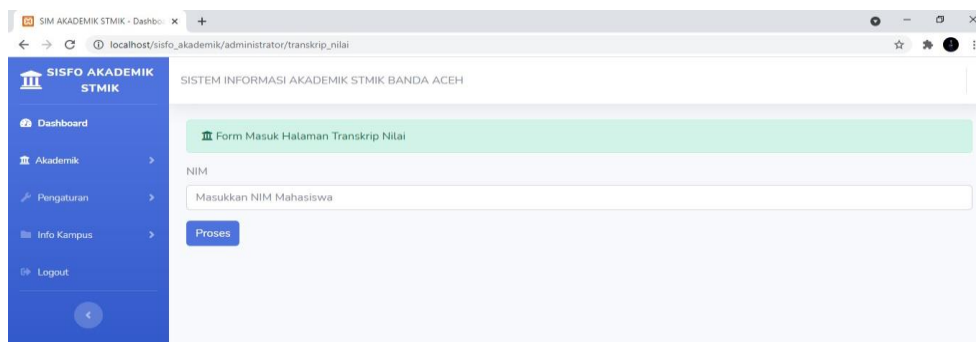 SIM AKADEMIK STMIK - Dashbo
localhost/sisfo_akademik/administrator/transkrip_nilai
SISFO AKADEMIK
STMIK
SISTEM INFORMASI AKADEMIK STMIK BANDA ACEH
Dashboard
Akademik
Pengaturan
Info Kampus
Logout
Form Masuk Halaman Transkrip Nilai
NIM
Masukkan NIM Mahasiswa
Proses